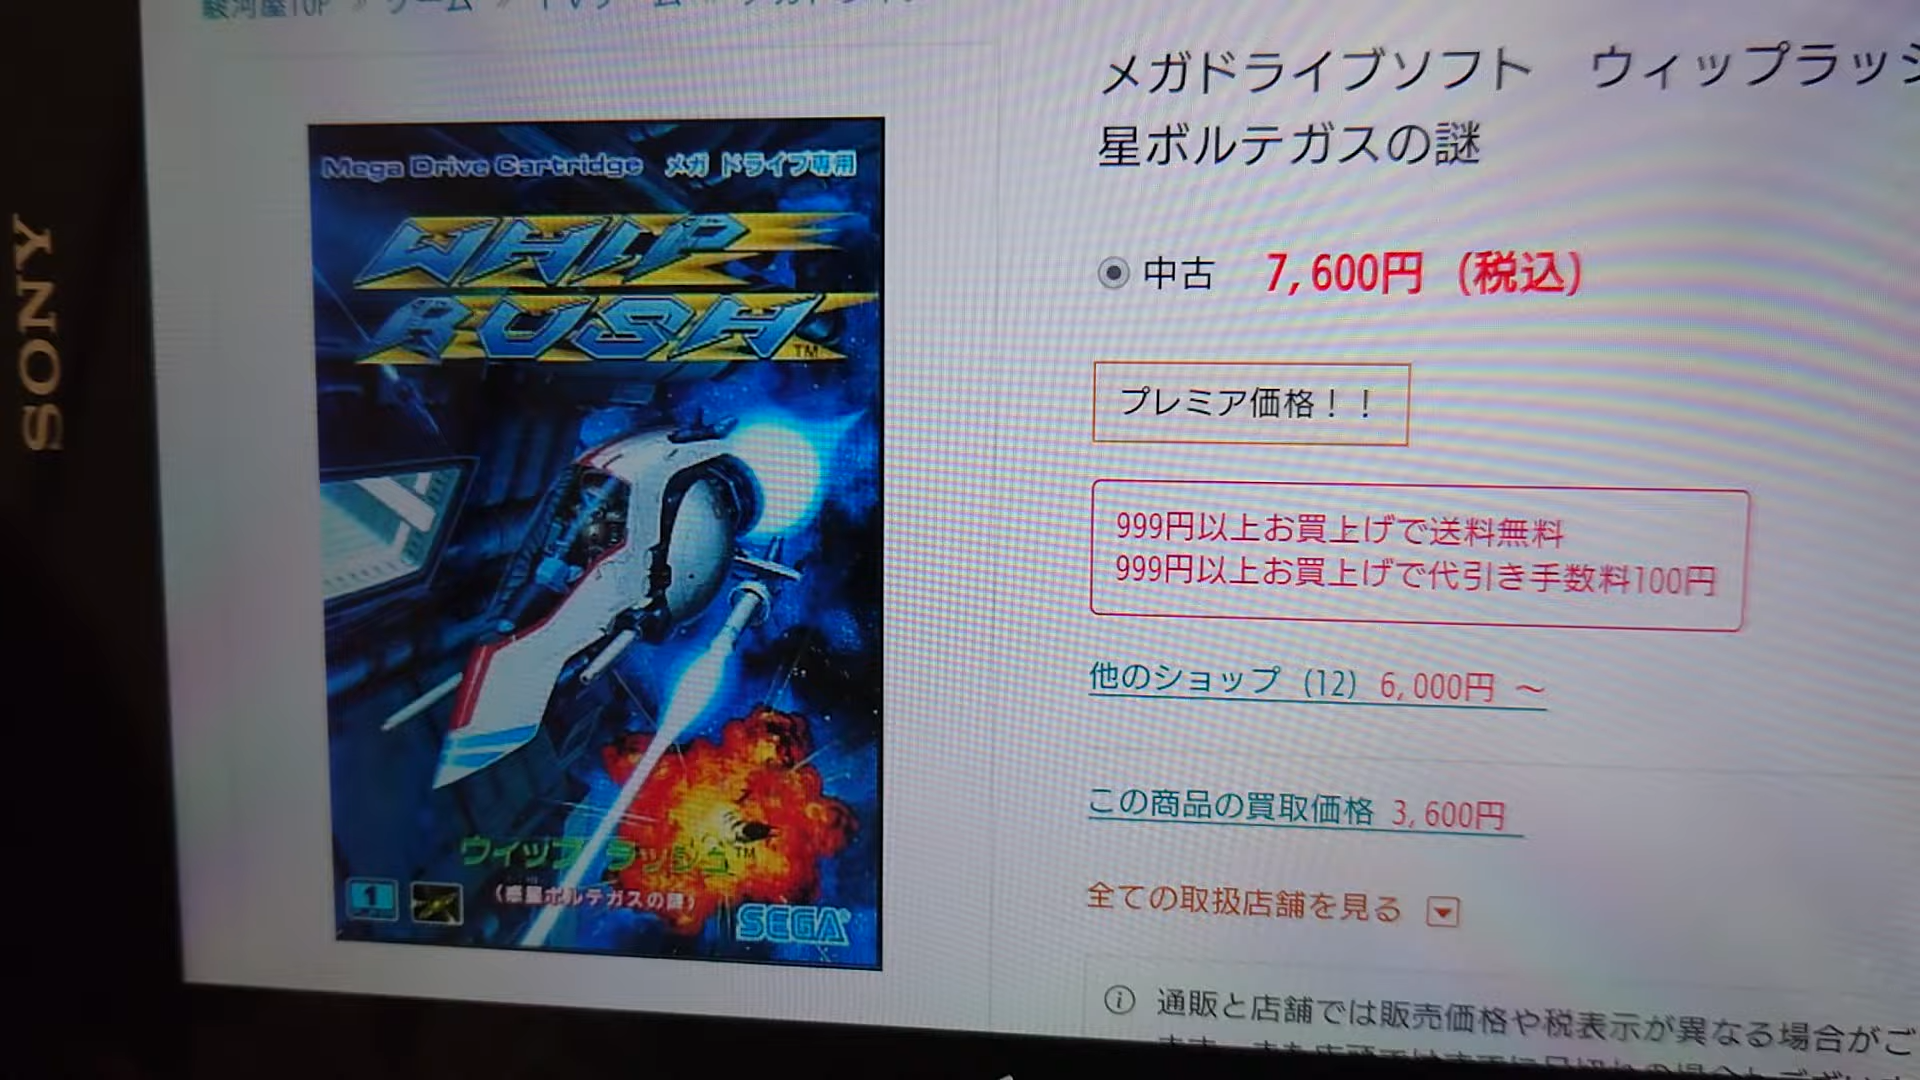 駿河屋TOP
SONY
メガドライブソフト ウィップラッシ
星ボルテガスの謎
Mega Drive Cartridge メガドライブ専用
WHIP
RUSH TM
中古 7,600円 (税込)
プレミア価格！！
999円以上お買上げで送料無料
999円以上お買上げで代引き手数料100円
他のショップ (12) 6,000円 ～
この商品の買取価格 3,600円
全ての取扱店舗を見る
ウィップラッシュ TM
(惑星ボルテガスの謎)
1
SEGA
通販と店舗では販売価格や税表示が異なる場合がご